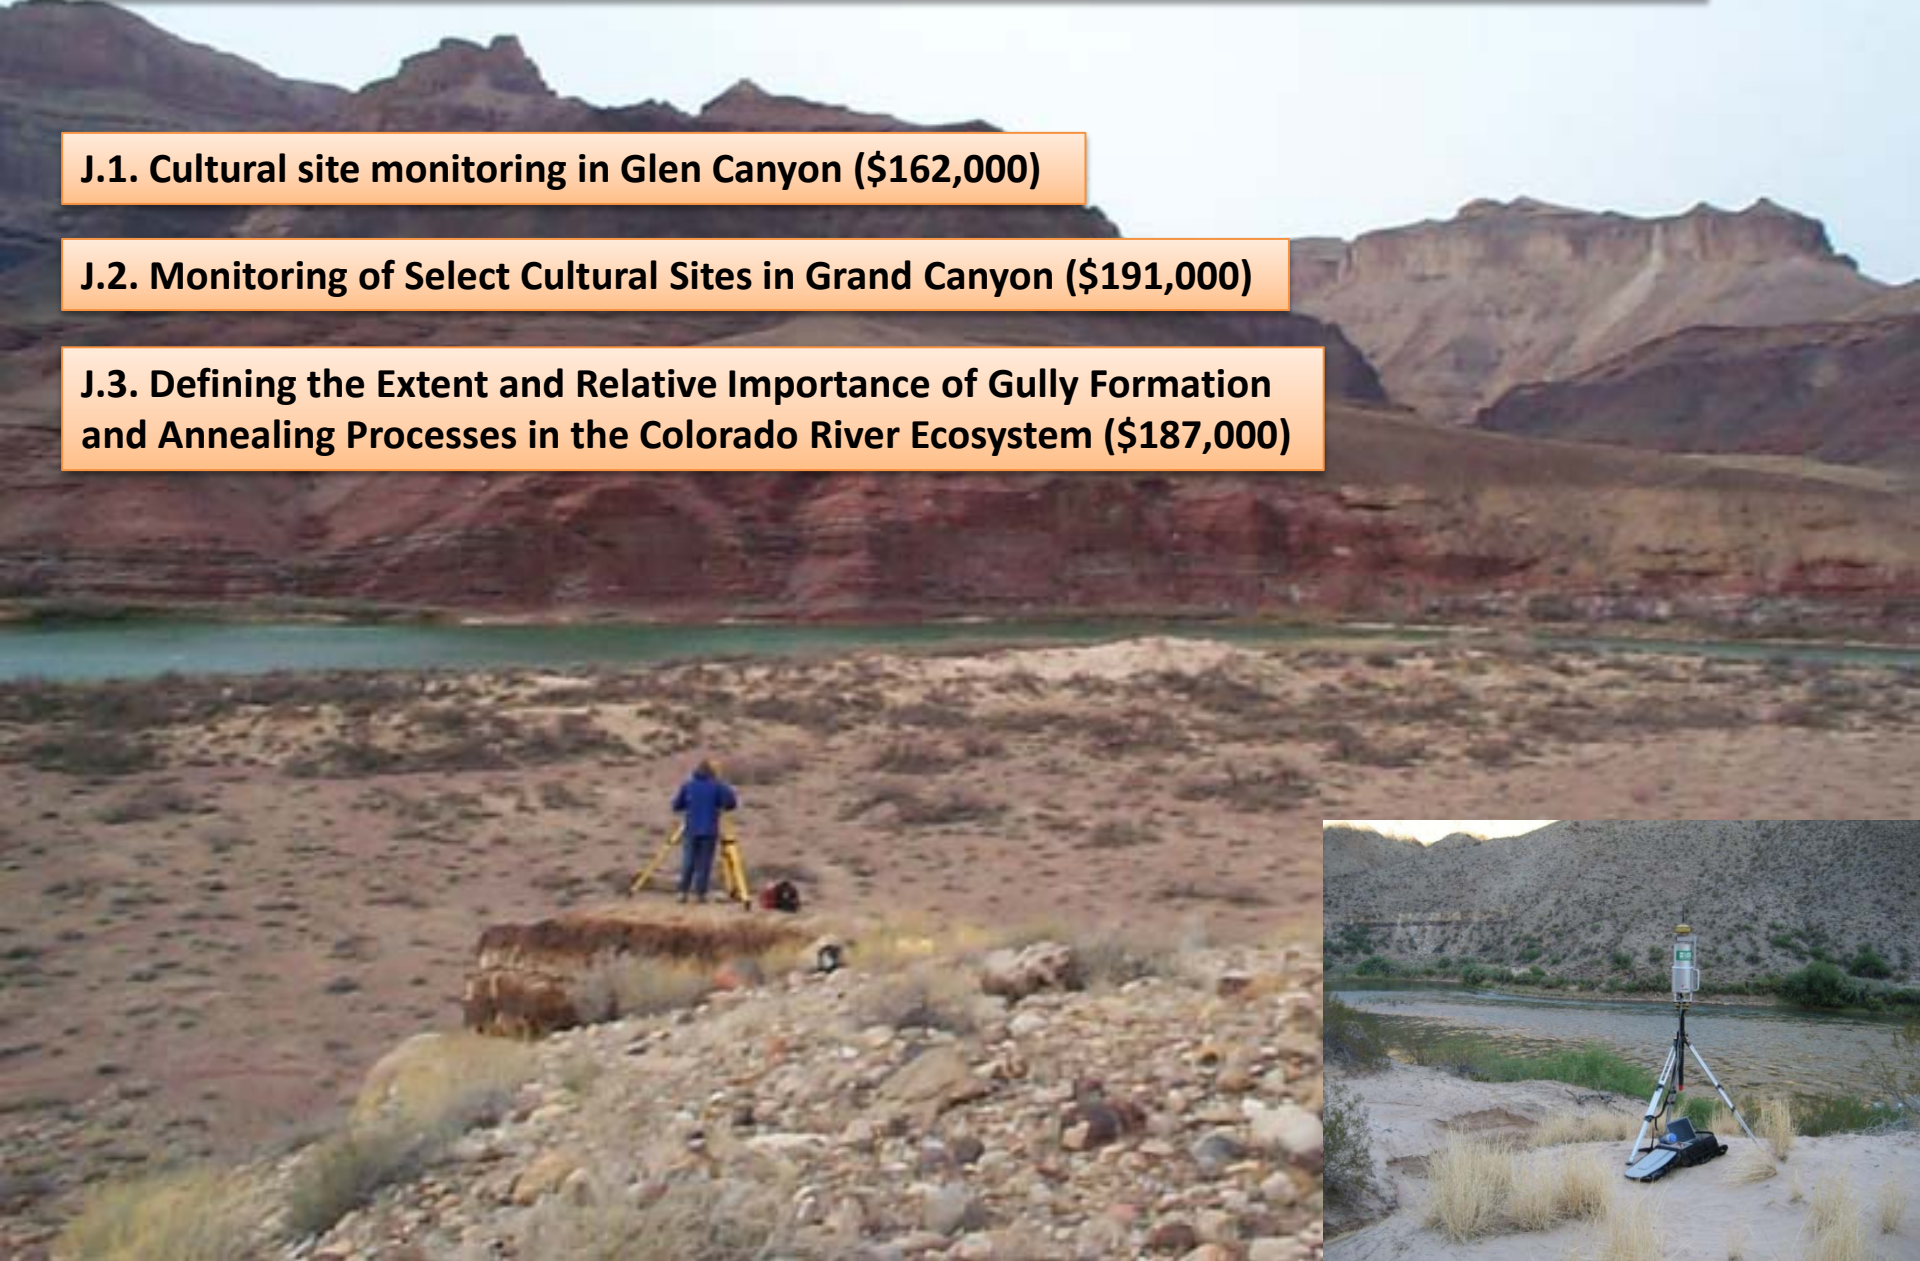 J.1. Cultural site monitoring in Glen Canyon ($162,000)
J.2. Monitoring of Select Cultural Sites in Grand Canyon ($191,000)
J.3. Defining the Extent and Relative Importance of Gully Formation
and Annealing Processes in the Colorado River Ecosystem ($187,000)